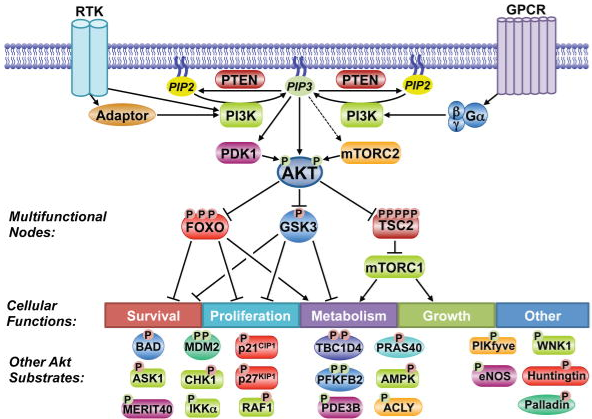 RTK
GPCR
PIP2
PTEN
PIP3
PTEN
PIP2
Adaptor
PI3K
PI3K
β
γ
Gα
PDK1
mTORC2
P
P
AKT
Multifunctional
Nodes:
P P P
FOXO
P
GSK3
PPPPP
TSC2
mTORC1
Cellular
Functions:
Survival
Proliferation
Metabolism
Growth
Other
Other Akt
Substrates:
P
BAD
P P
MDM2
P
p21CIP1
P P
TBC1D4
P
PRAS40
P
PIKfyve
P
WNK1
P
ASK1
P
CHK1
P
p27KIP1
P P
PFKFB2
P
AMPK
P
eNOS
P
Huntingtin
P
MERIT40
P
IKKα
P
RAF1
P
PDE3B
P
ACLY
P
Palladin